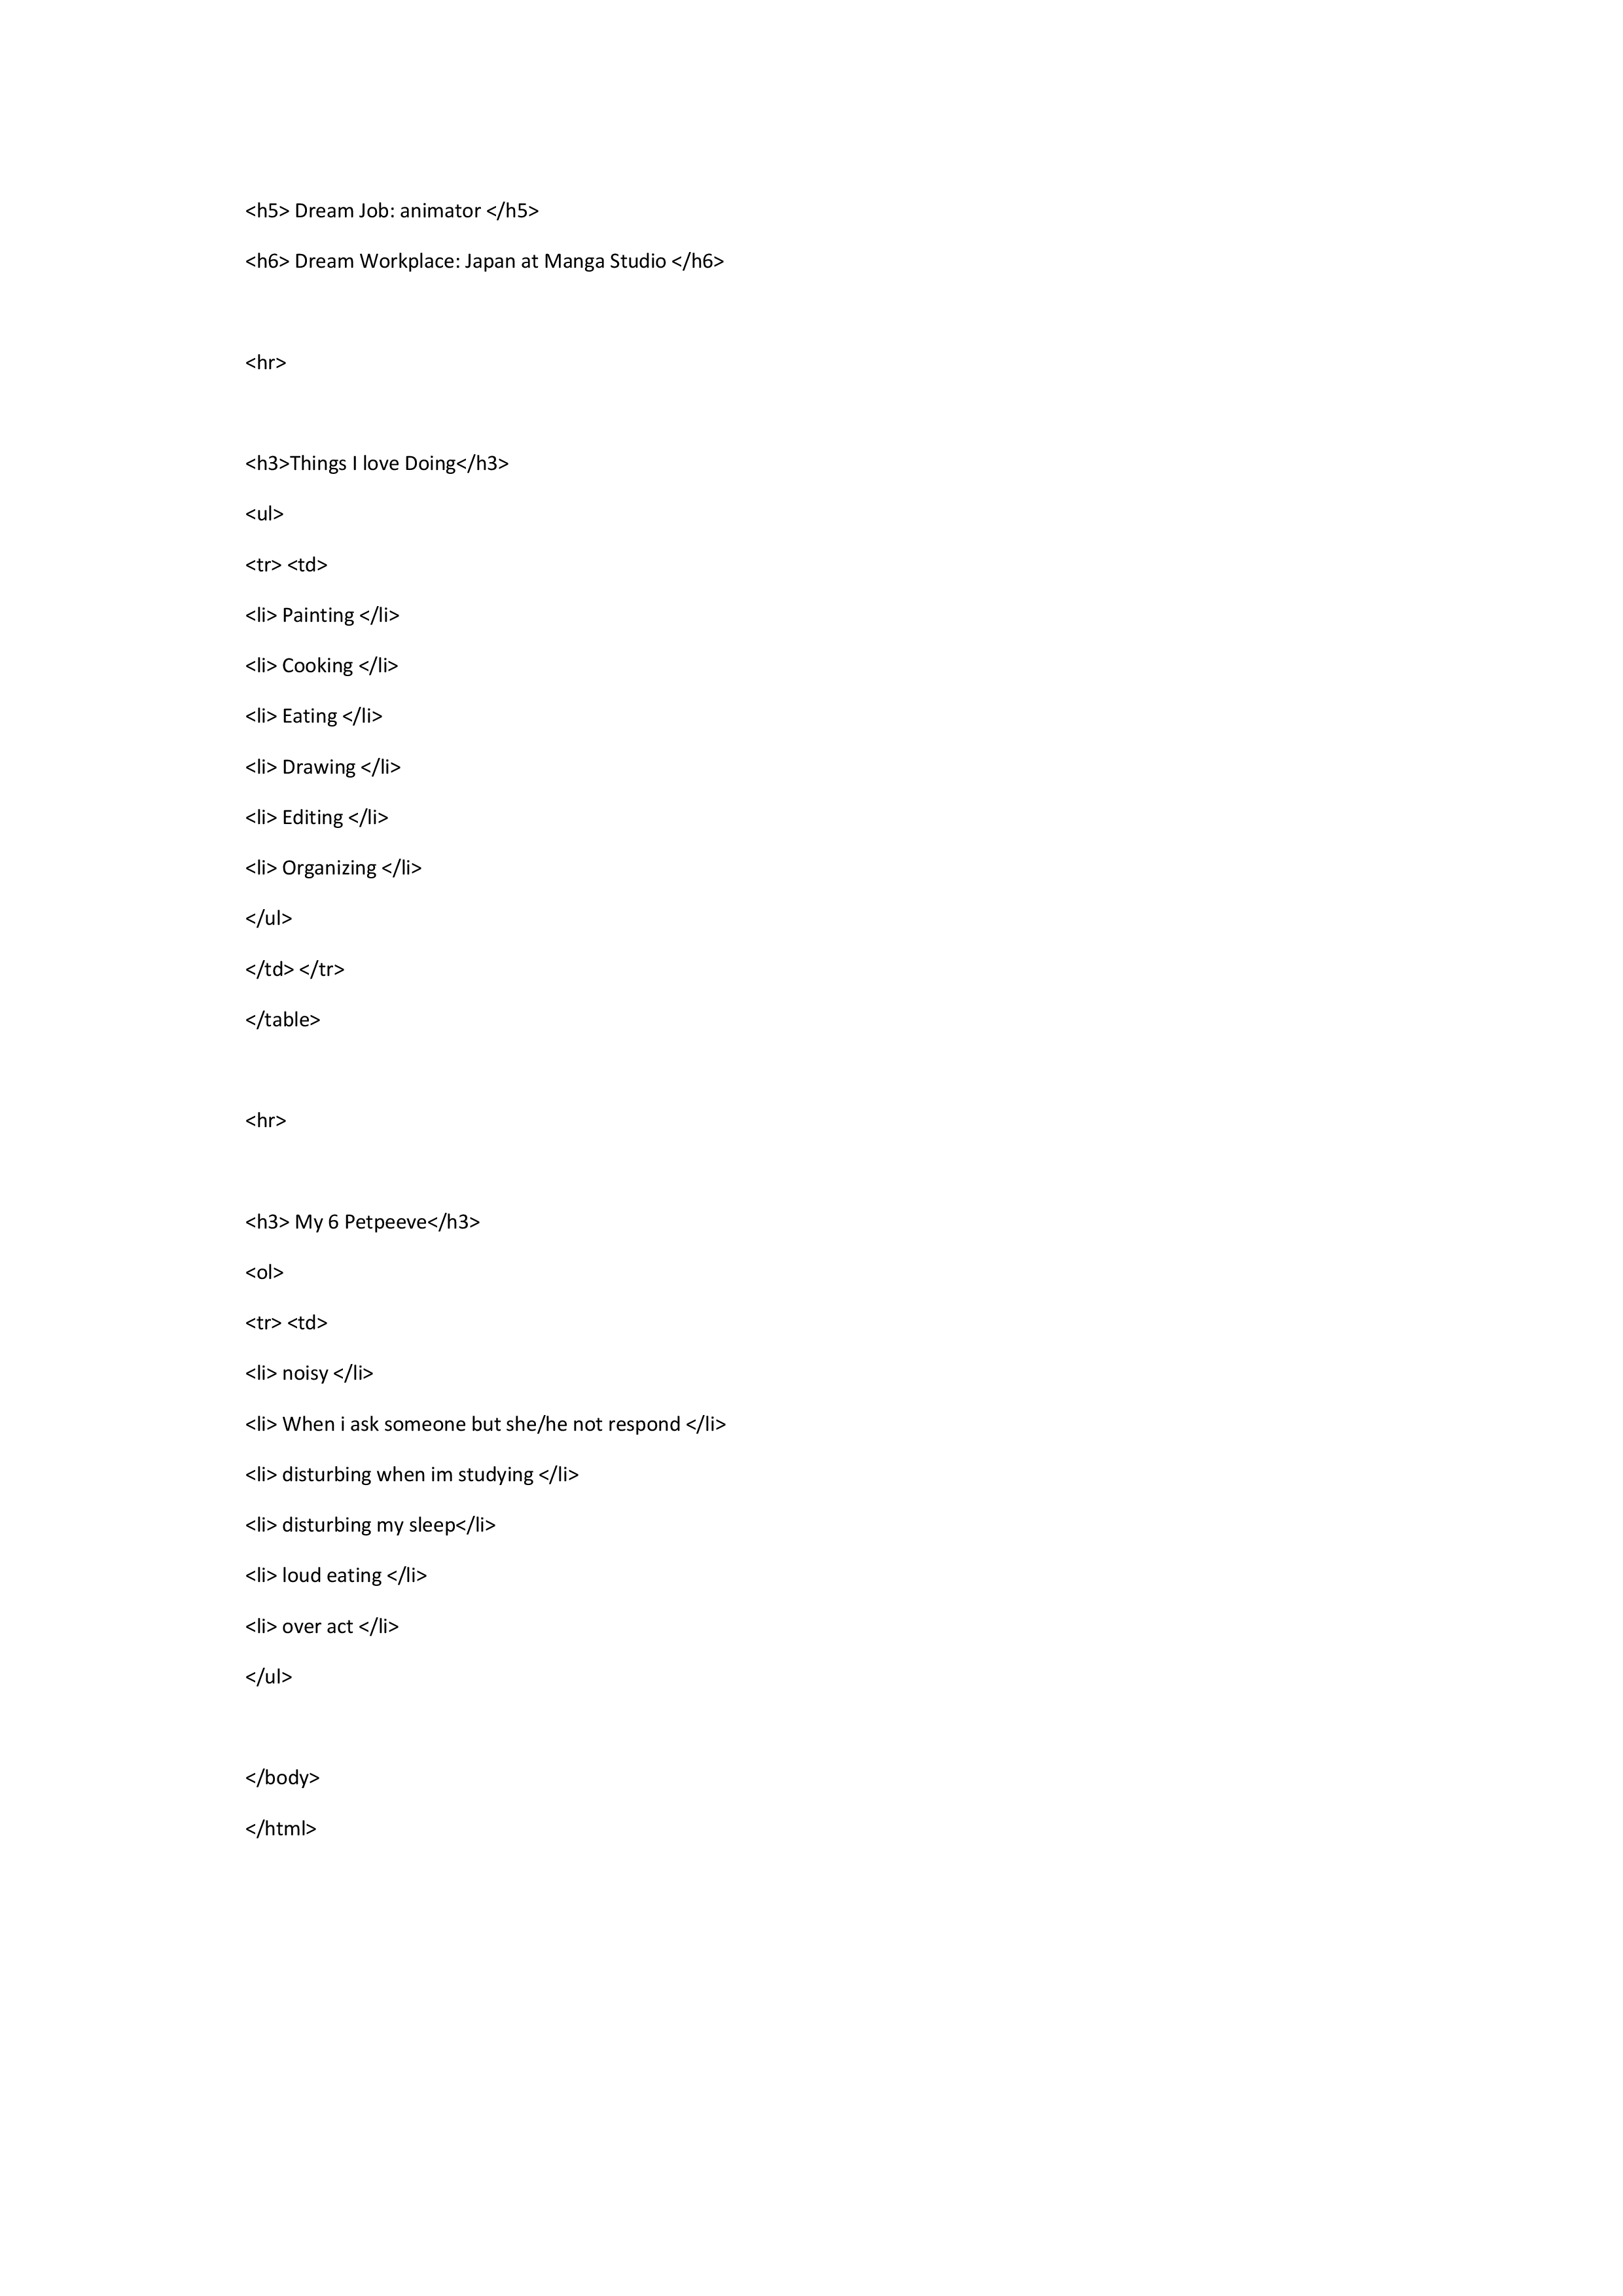 <h5> Dream Job: animator </h5>
<h6> Dream Workplace: Japan at Manga Studio </h6>
<hr>
<h3>Things I love Doing</h3>
<ul>
<tr> <td>
<li> Painting </li>
<li> Cooking </li>
<li> Eating </li>
<li> Drawing </li>
<li> Editing </li>
<li> Organizing </li>
</ul>
</td> </tr>
</table>
<hr>
<h3> My 6 Petpeeve</h3>
<ol>
<tr> <td>
<li> noisy </li>
<li> When i ask someone but she/he not respond </li>
<li> disturbing when im studying </li>
<li> disturbing my sleep</li>
<li> loud eating </li>
<li> over act </li>
</ul>
</body>
</html>